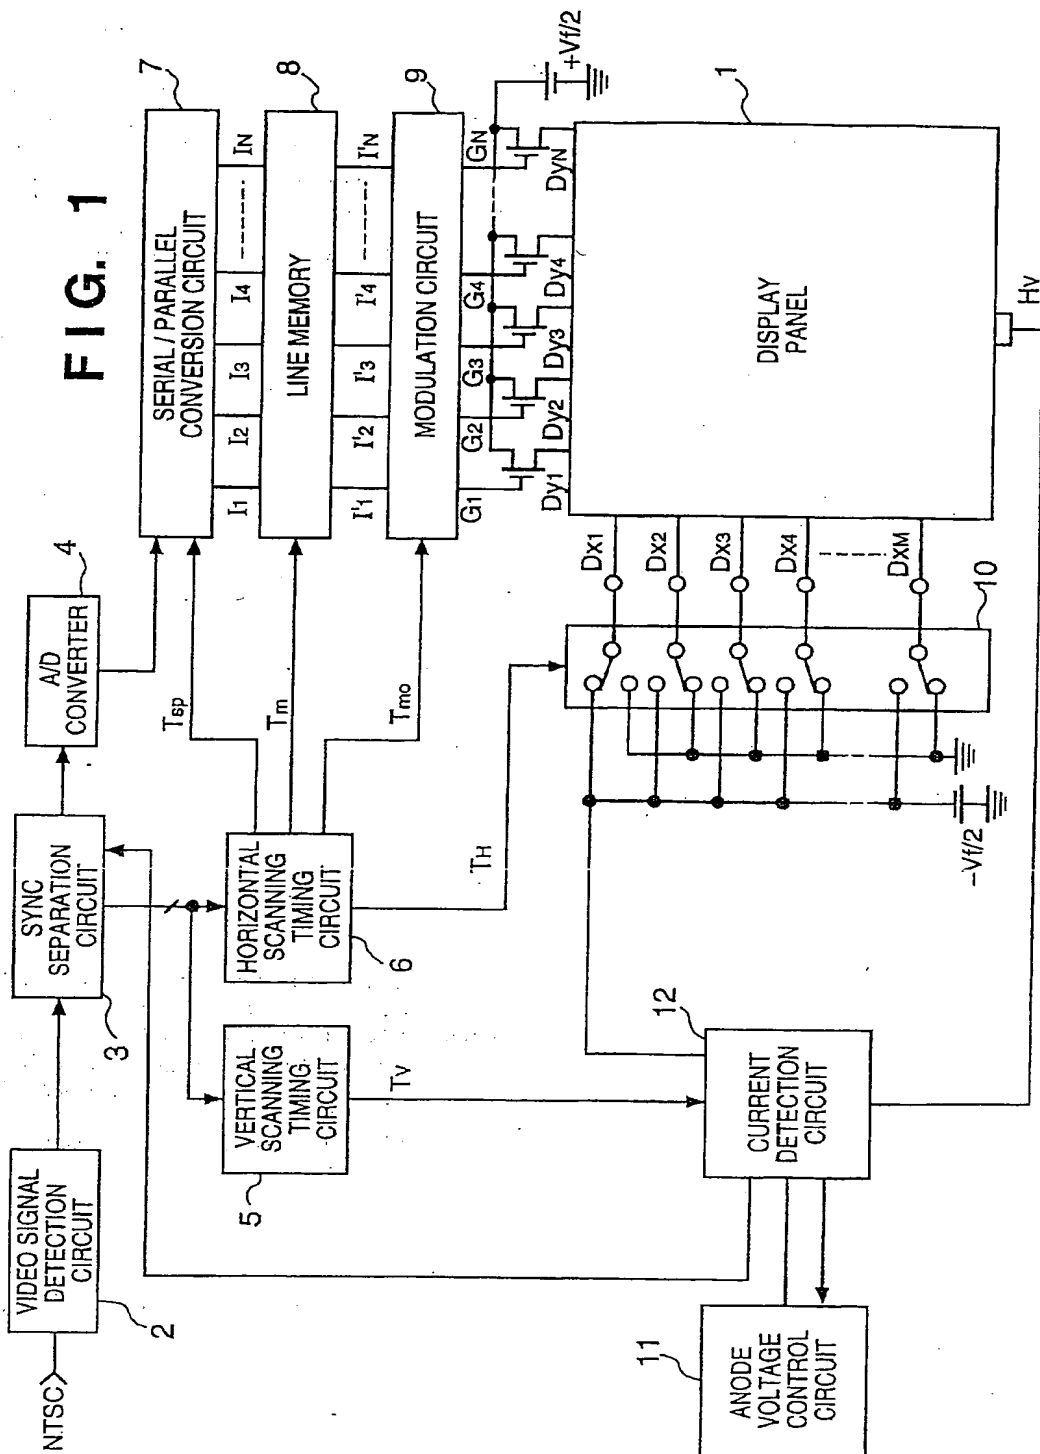 FIG. 1
NTSC
VIDEO SIGNAL
DETECTION
CIRCUIT
2
SYNC
SEPARATION
CIRCUIT
3
A/D
CONVERTER
4
VERTICAL
SCANNING
TIMING
CIRCUIT
5
HORIZONTAL
SCANNING
TIMING
CIRCUIT
6
Tsp
Tm
Tmo
TH
TV
SERIAL / PARALLEL
CONVERSION CIRCUIT
7
I1 I2 I3 I4 IN
LINE MEMORY
8
I'1 I'2 I'3 I'4 I'N
MODULATION CIRCUIT
9
G1 G2 G3 G4 GN
+Vf/2
Dy1 Dy2 Dy3 Dy4 DyN
DISPLAY
PANEL
1
Hv
Dx1
Dx2
Dx3
Dx4
DxM
10
-Vf/2
CURRENT
DETECTION
CIRCUIT
12
ANODE
VOLTAGE
CONTROL
CIRCUIT
11